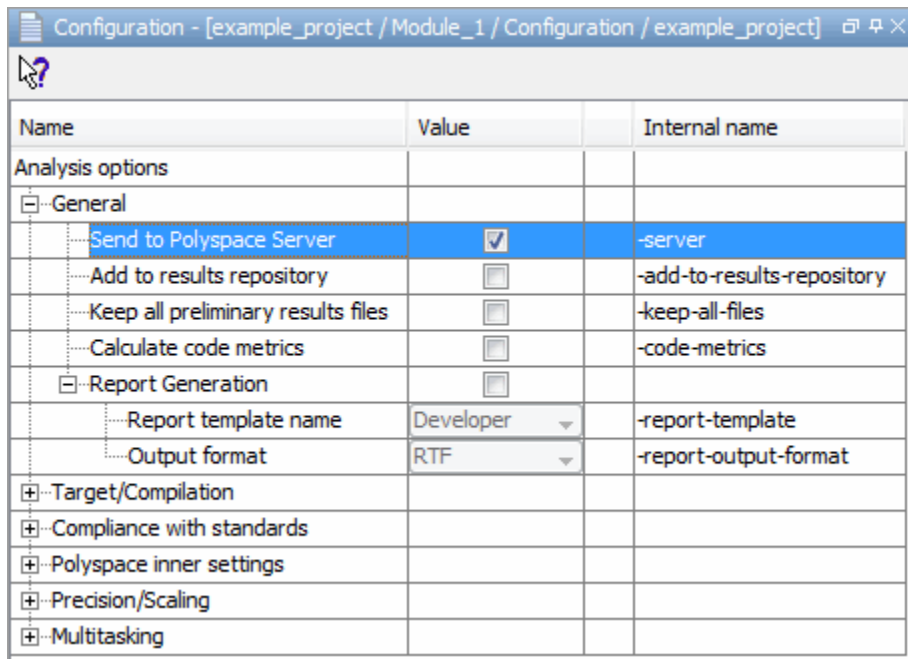 Configuration - [example_project / Module_1 / Configuration / example_project]
Name Value Internal name
Analysis options
General
Send to Polyspace Server -server
Add to results repository -add-to-results-repository
Keep all preliminary results files -keep-all-files
Calculate code metrics -code-metrics
Report Generation
Report template name Developer -report-template
Output format RTF -report-output-format
Target/Compilation
Compliance with standards
Polyspace inner settings
Precision/Scaling
Multitasking